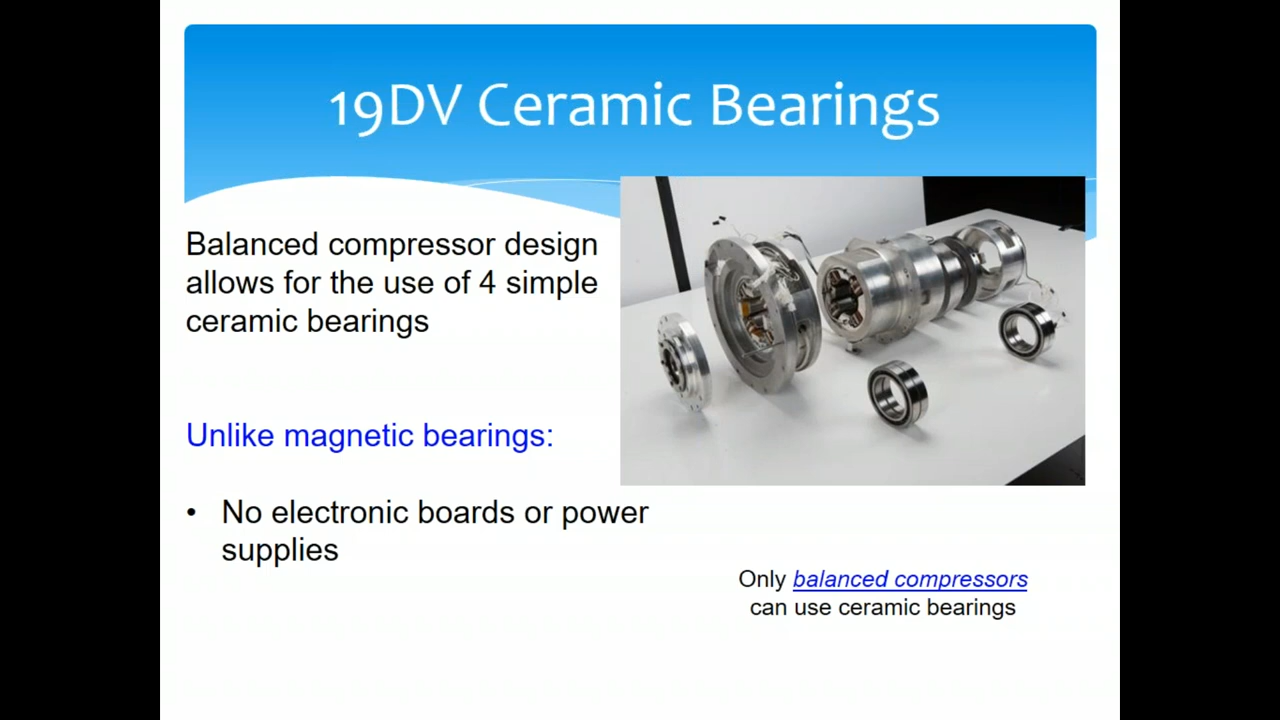 19DV Ceramic Bearings
Balanced compressor design
allows for the use of 4 simple
ceramic bearings
Unlike magnetic bearings:
• No electronic boards or power
supplies
Only balanced compressors
can use ceramic bearings